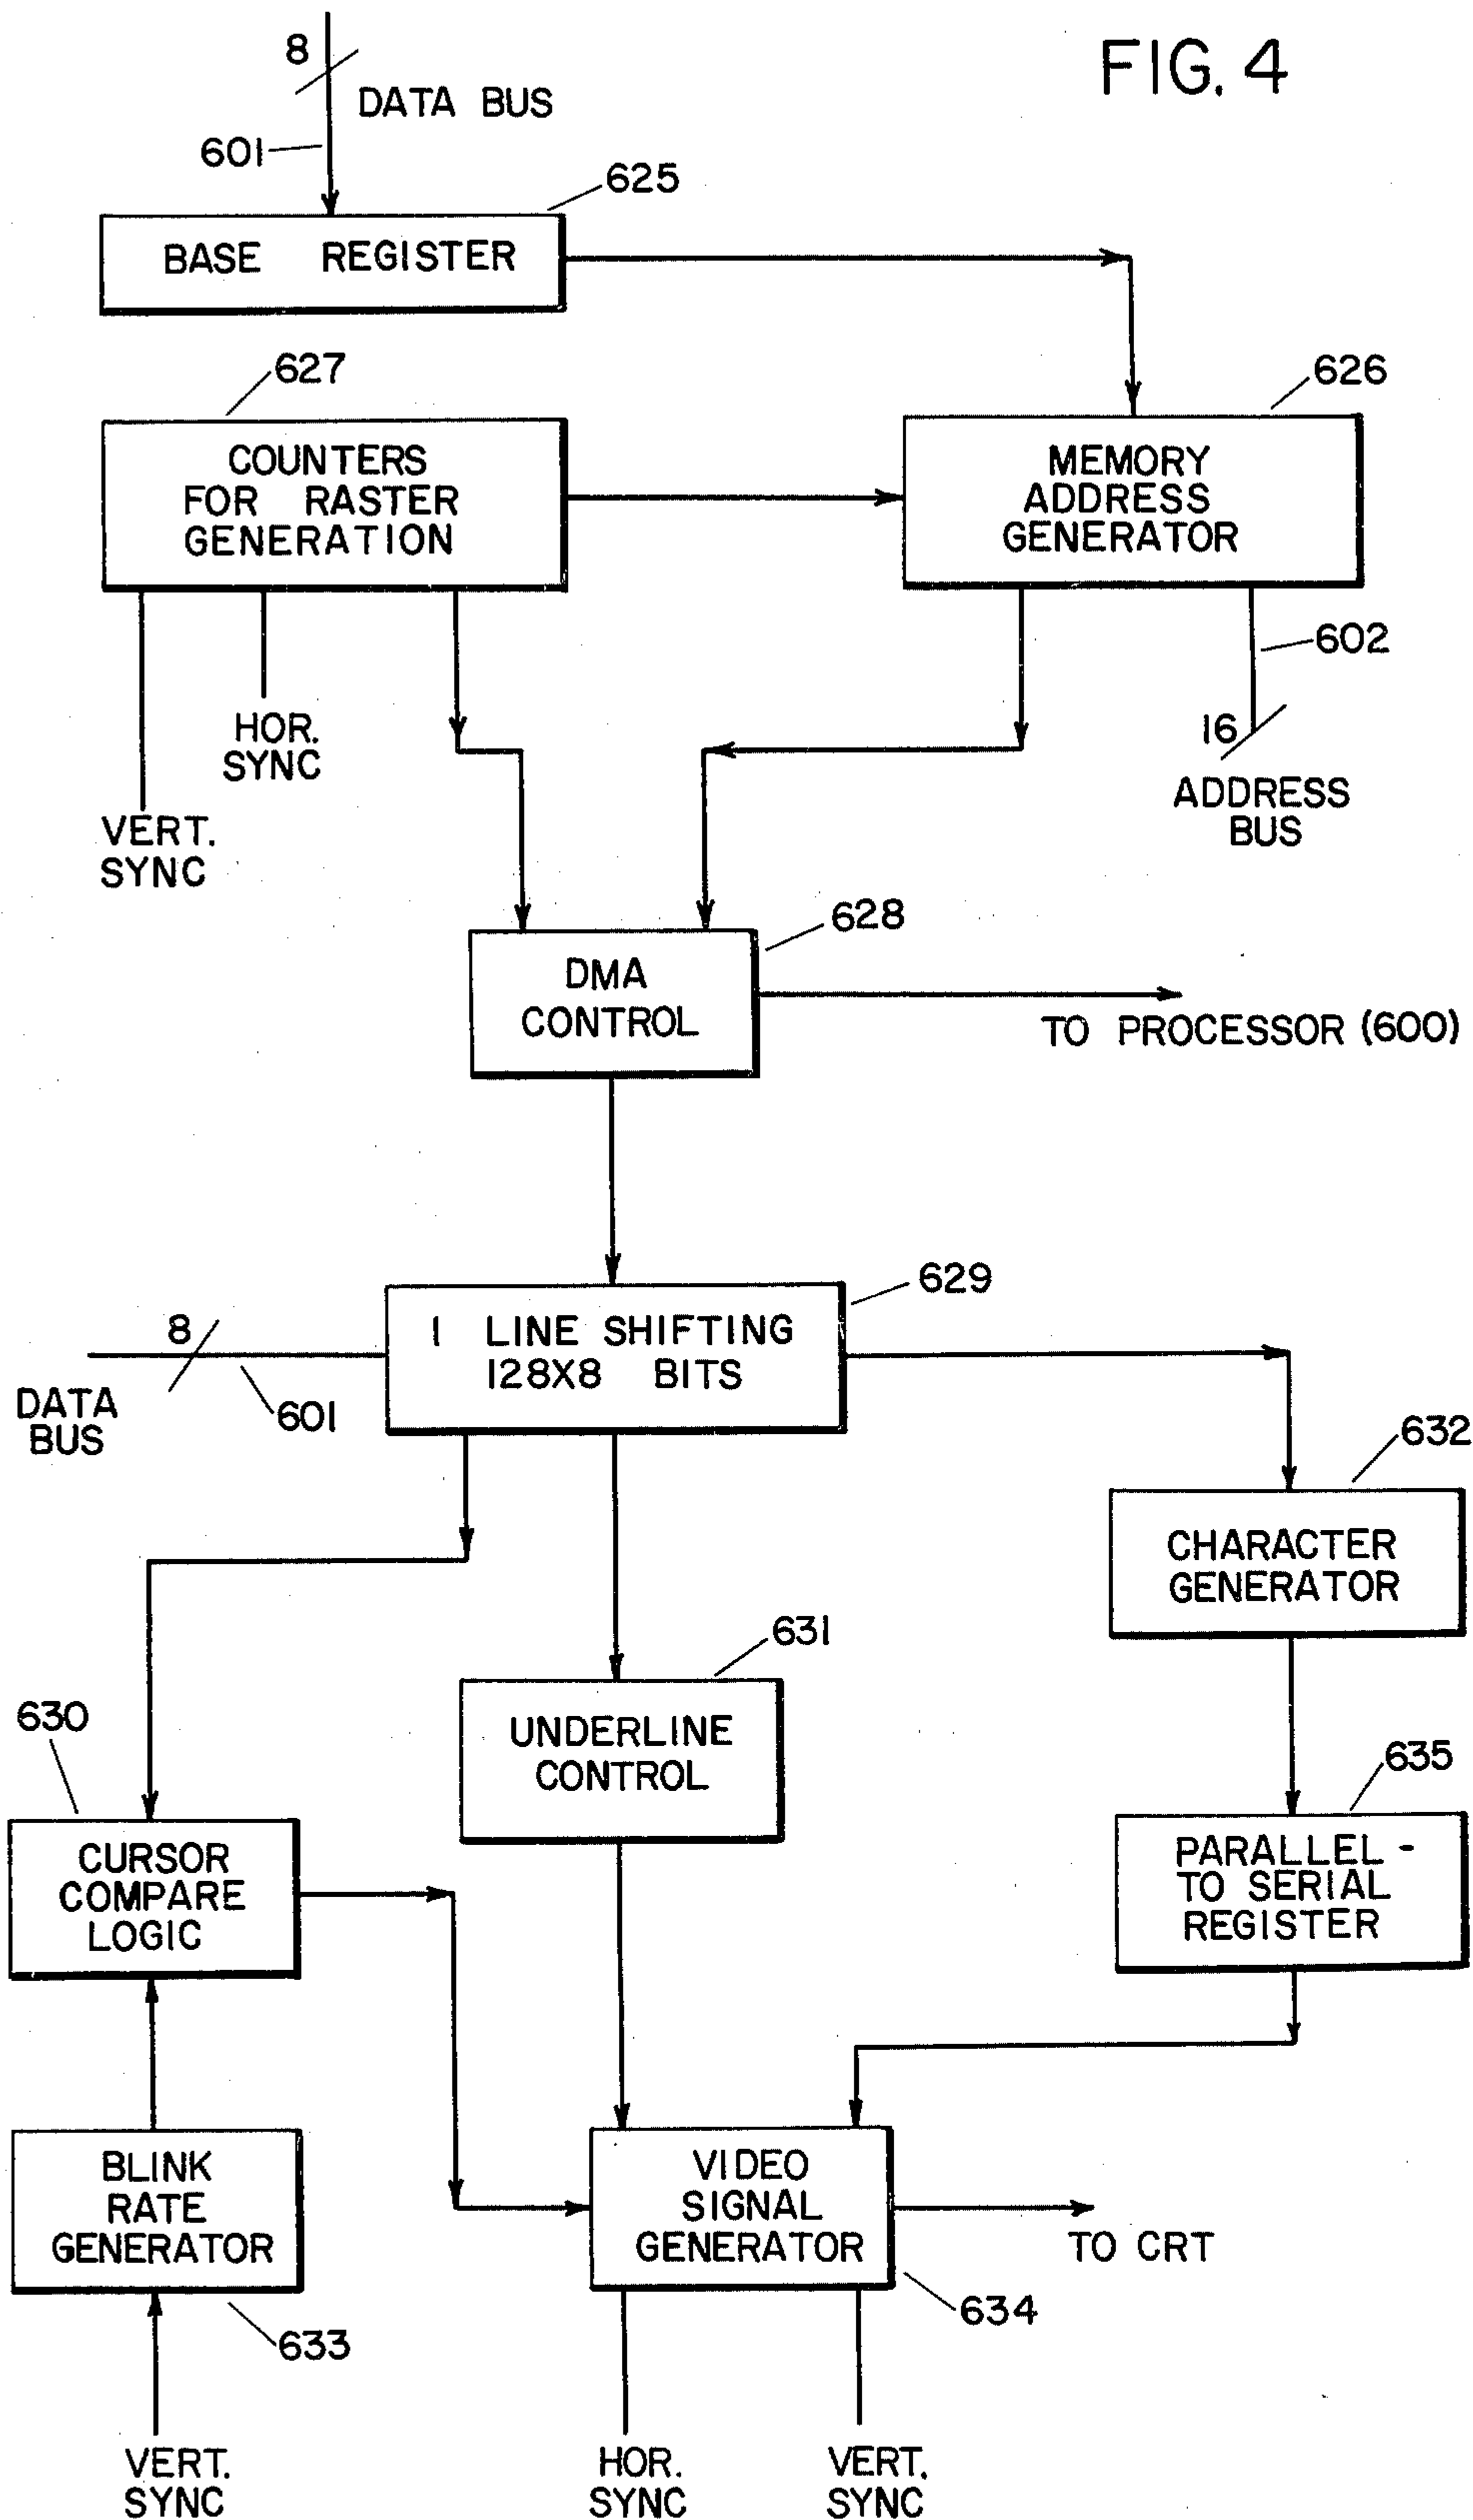 FIG. 4
8
DATA BUS
601
625
BASE REGISTER
627
626
COUNTERS
FOR RASTER
GENERATION
MEMORY
ADDRESS
GENERATOR
602
HOR.
SYNC
16
ADDRESS
BUS
VERT.
SYNC
628
DMA
CONTROL
TO PROCESSOR (600)
629
8
1 LINE SHIFTING
128X8 BITS
DATA
BUS
601
632
CHARACTER
GENERATOR
631
630
UNDERLINE
CONTROL
635
CURSOR
COMPARE
LOGIC
PARALLEL -
TO SERIAL
REGISTER
BLINK
RATE
GENERATOR
VIDEO
SIGNAL
GENERATOR
TO CRT
634
633
VERT.
SYNC
HOR.
SYNC
VERT.
SYNC